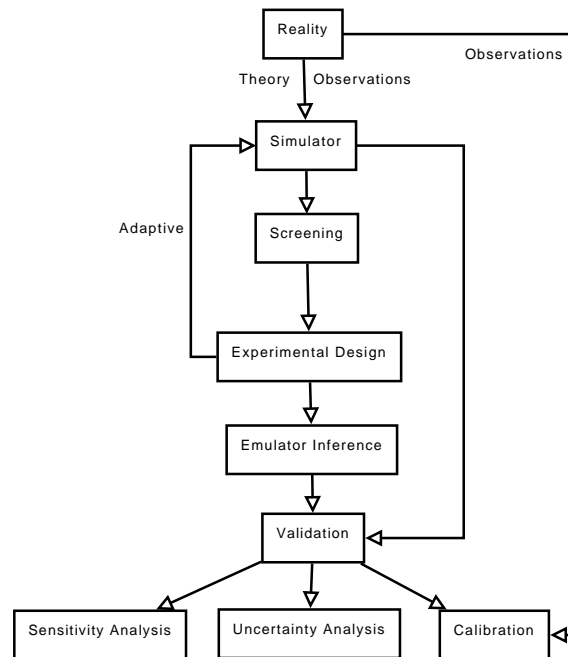 Reality
Observations
Theory Observations
Simulator
Adaptive
Screening
Experimental Design
Emulator Inference
Validation
Sensitivity Analysis
Uncertainty Analysis
Calibration